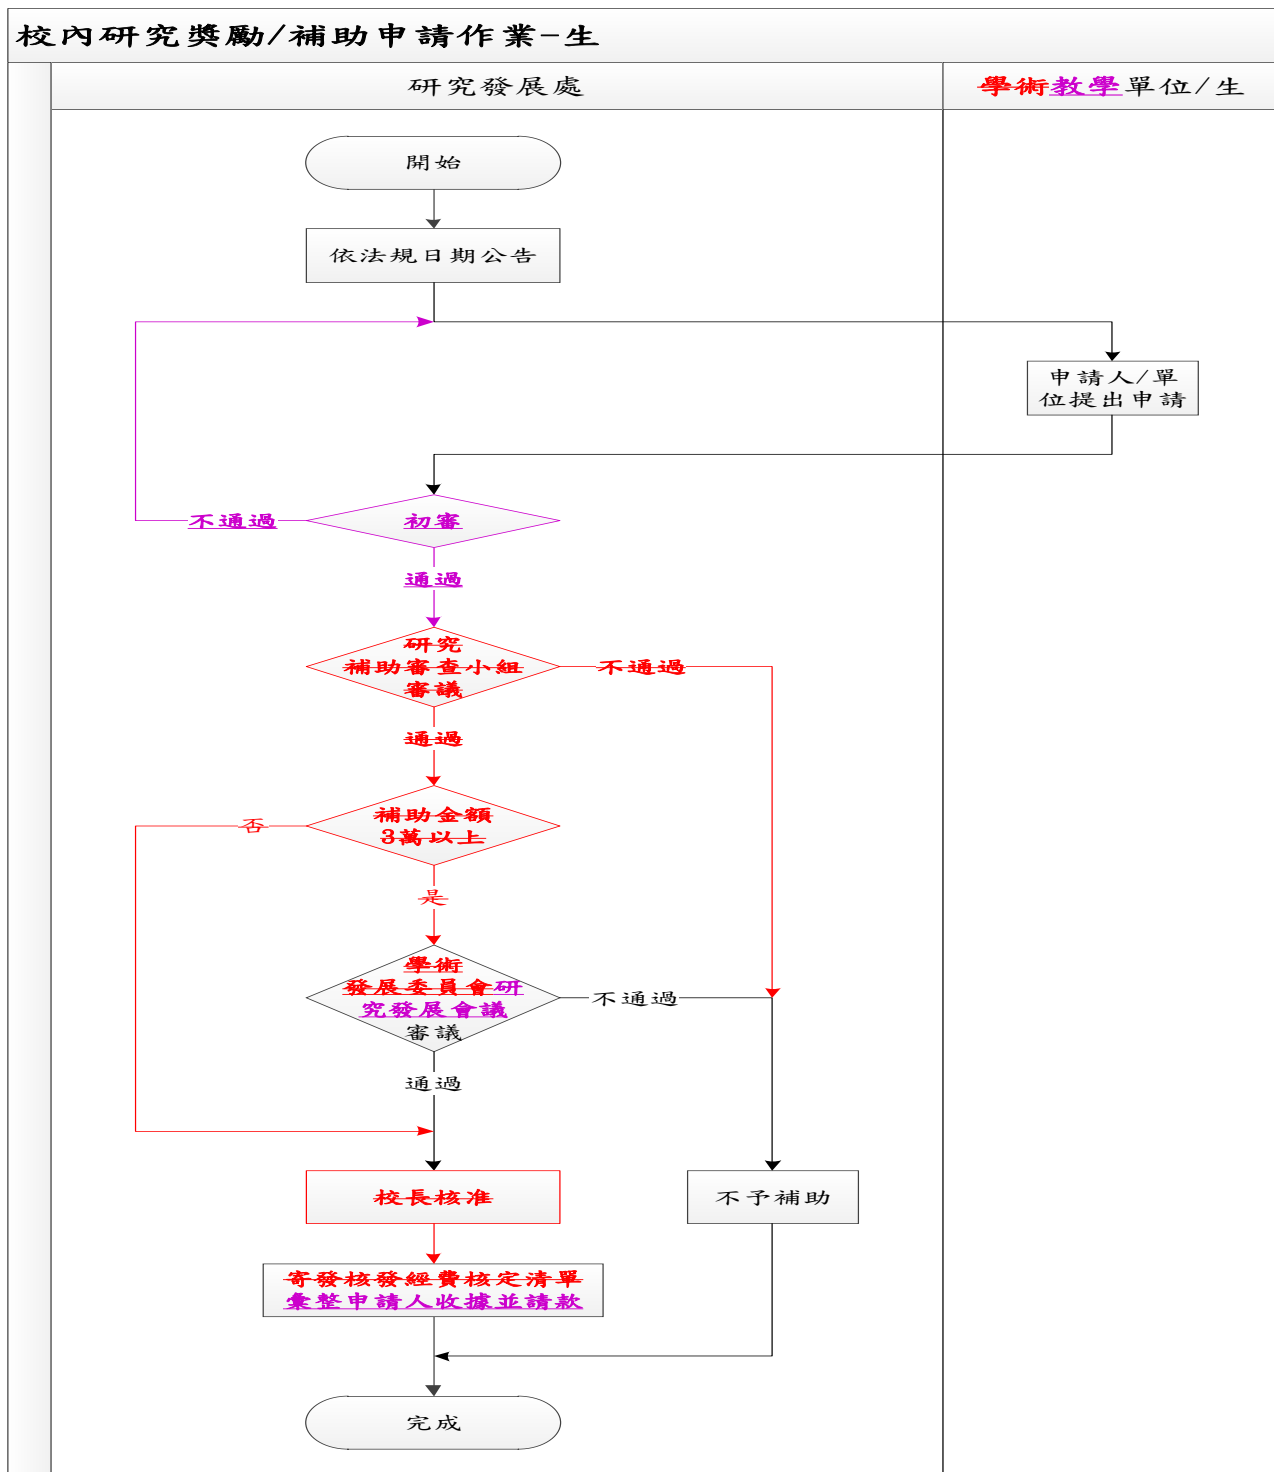 校內研究獎勵/補助申請作業-生
研究發展處
學術教學單位/生
開始
依法規日期公告
申請人/單
位提出申請
初審
不通過
通過
研究
補助審查小組
審議
不通過
通過
補助金額
3萬以上
否
是
學術
發展委員會研
究發展會議
審議
不通過
通過
校長核准
不予補助
寄發核發經費核定清單
彙整申請人收據並請款
完成